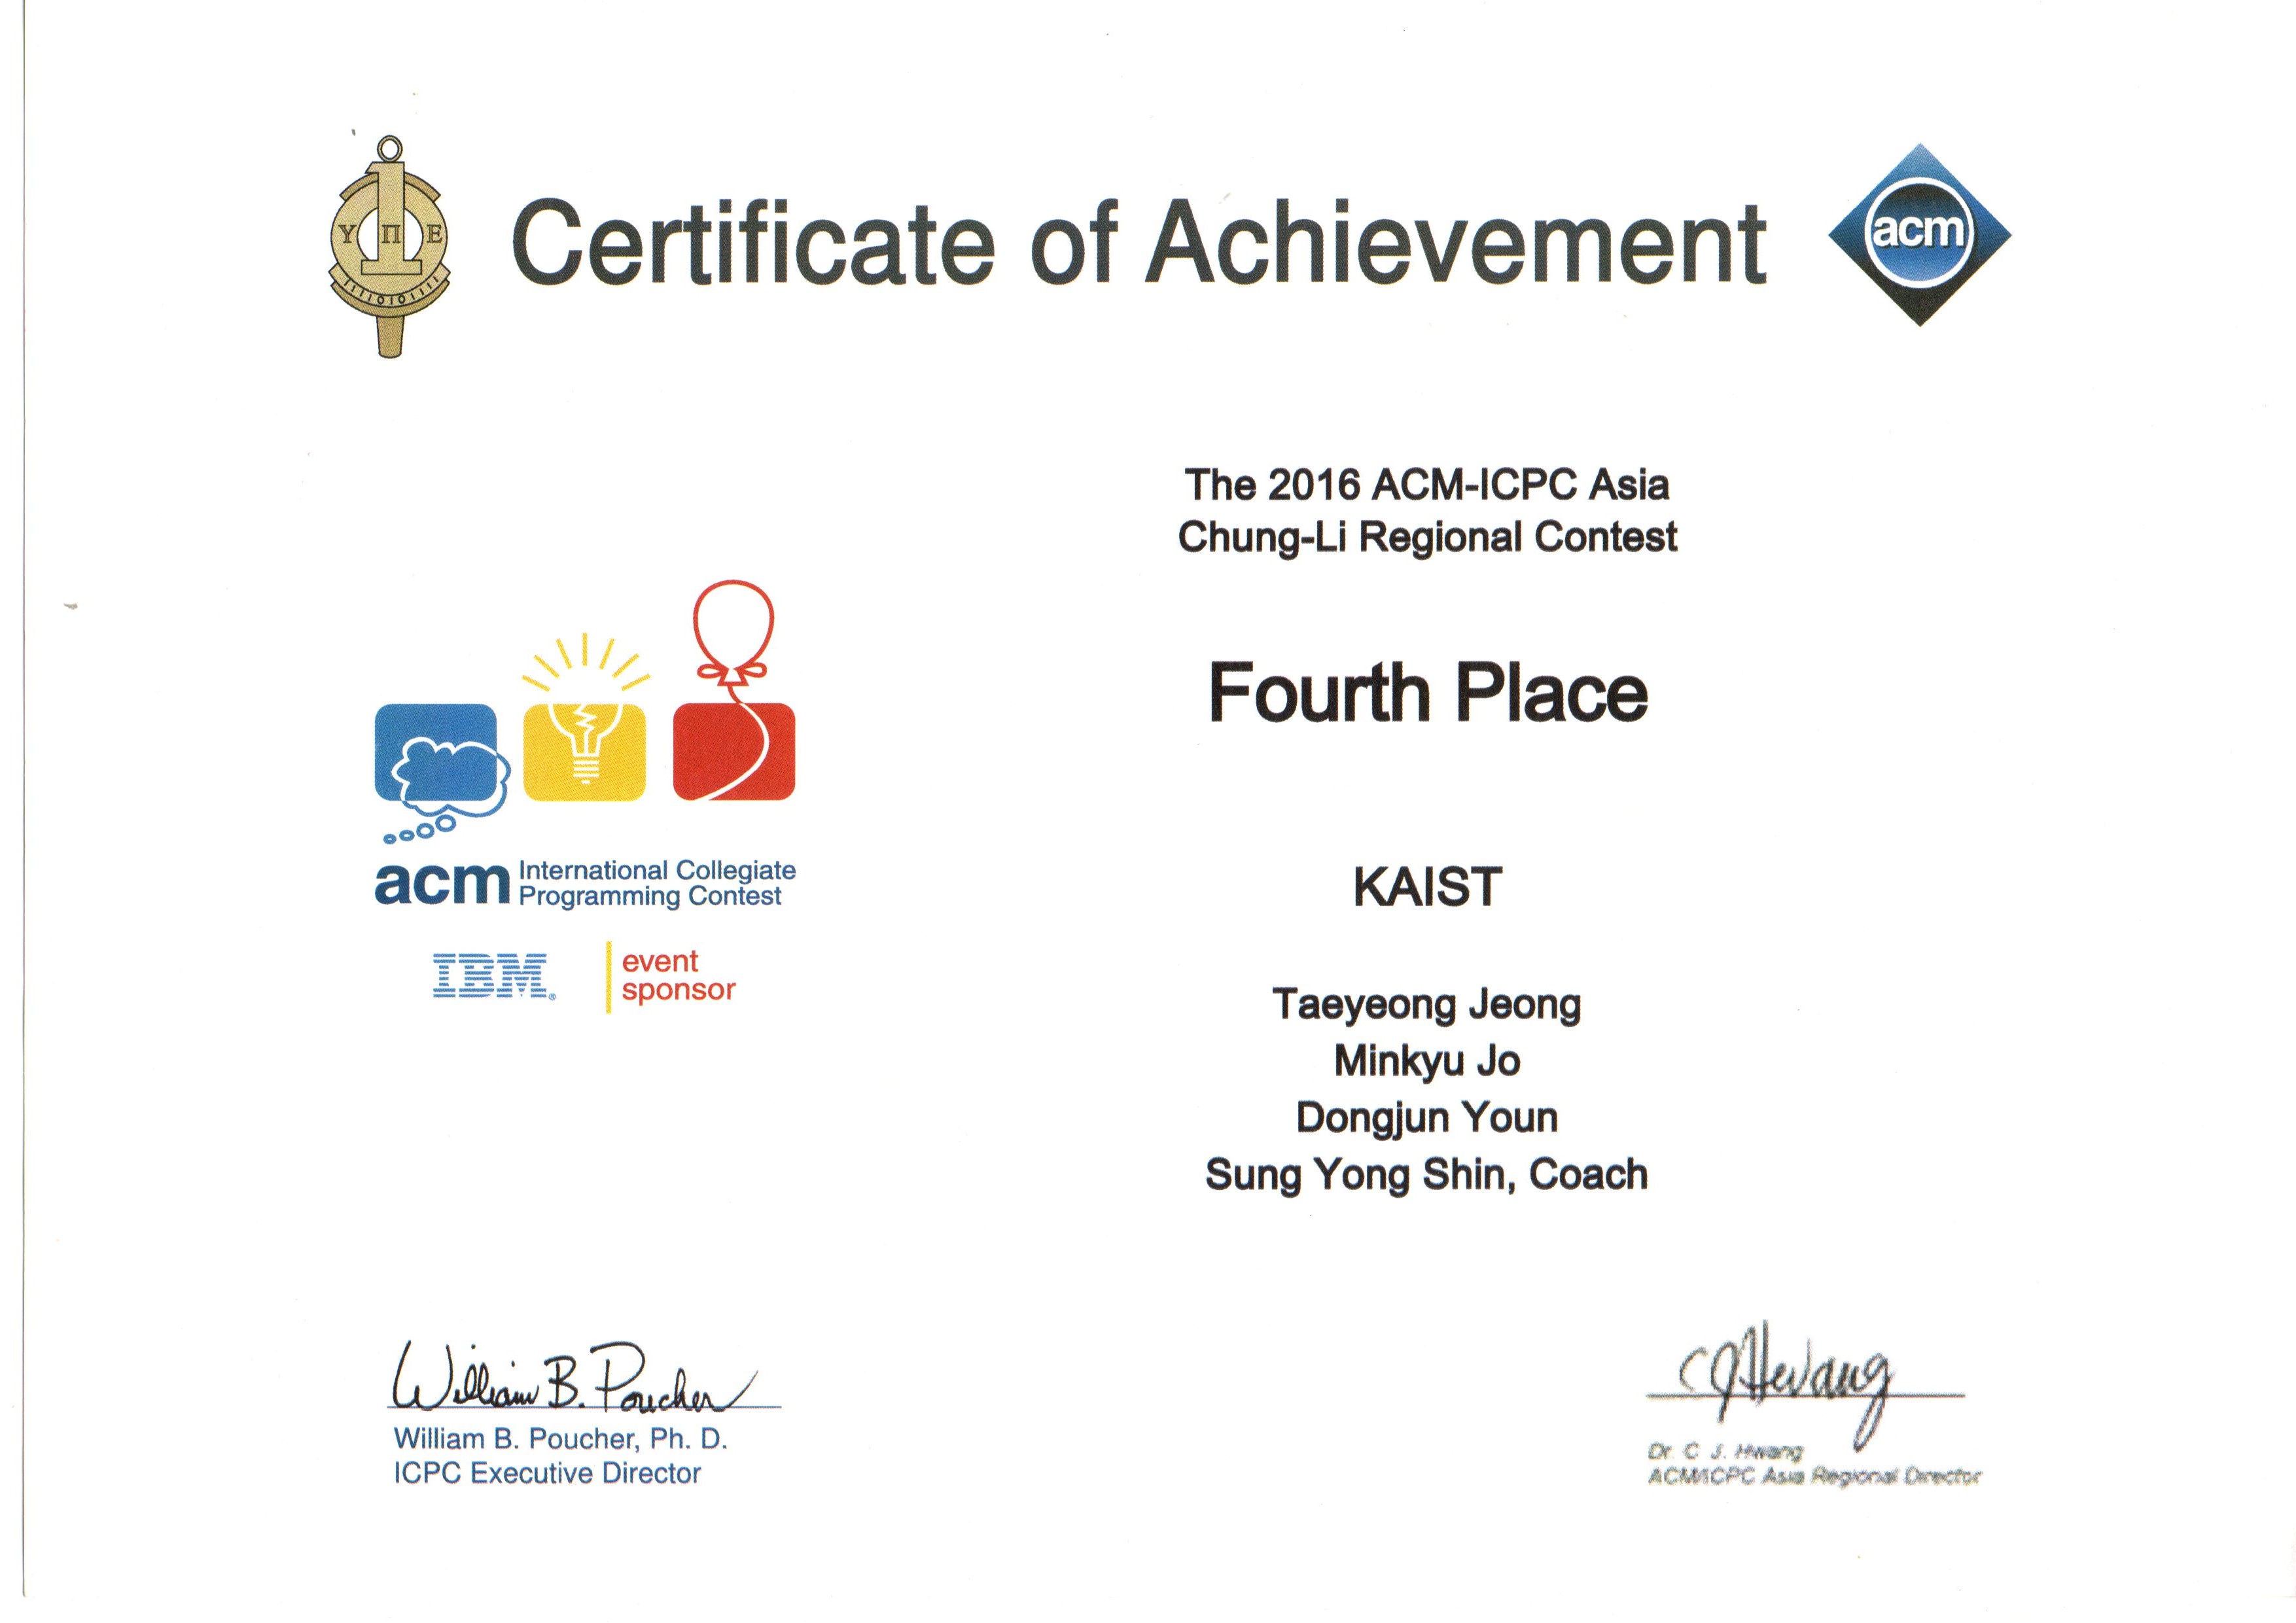 Υ Π Ε
111101011111
Certificate of Achievement
acm
The 2016 ACM-ICPC Asia
Chung-Li Regional Contest
Fourth Place
acm International Collegiate
Programming Contest
IBM®
event
sponsor
KAIST
Taeyeong Jeong
Minkyu Jo
Dongjun Youn
Sung Yong Shin, Coach
William B. Poucher
William B. Poucher, Ph. D.
ICPC Executive Director
CJHwang
Dr. C. J. Hwang
ACM/ICPC Asia Regional Director